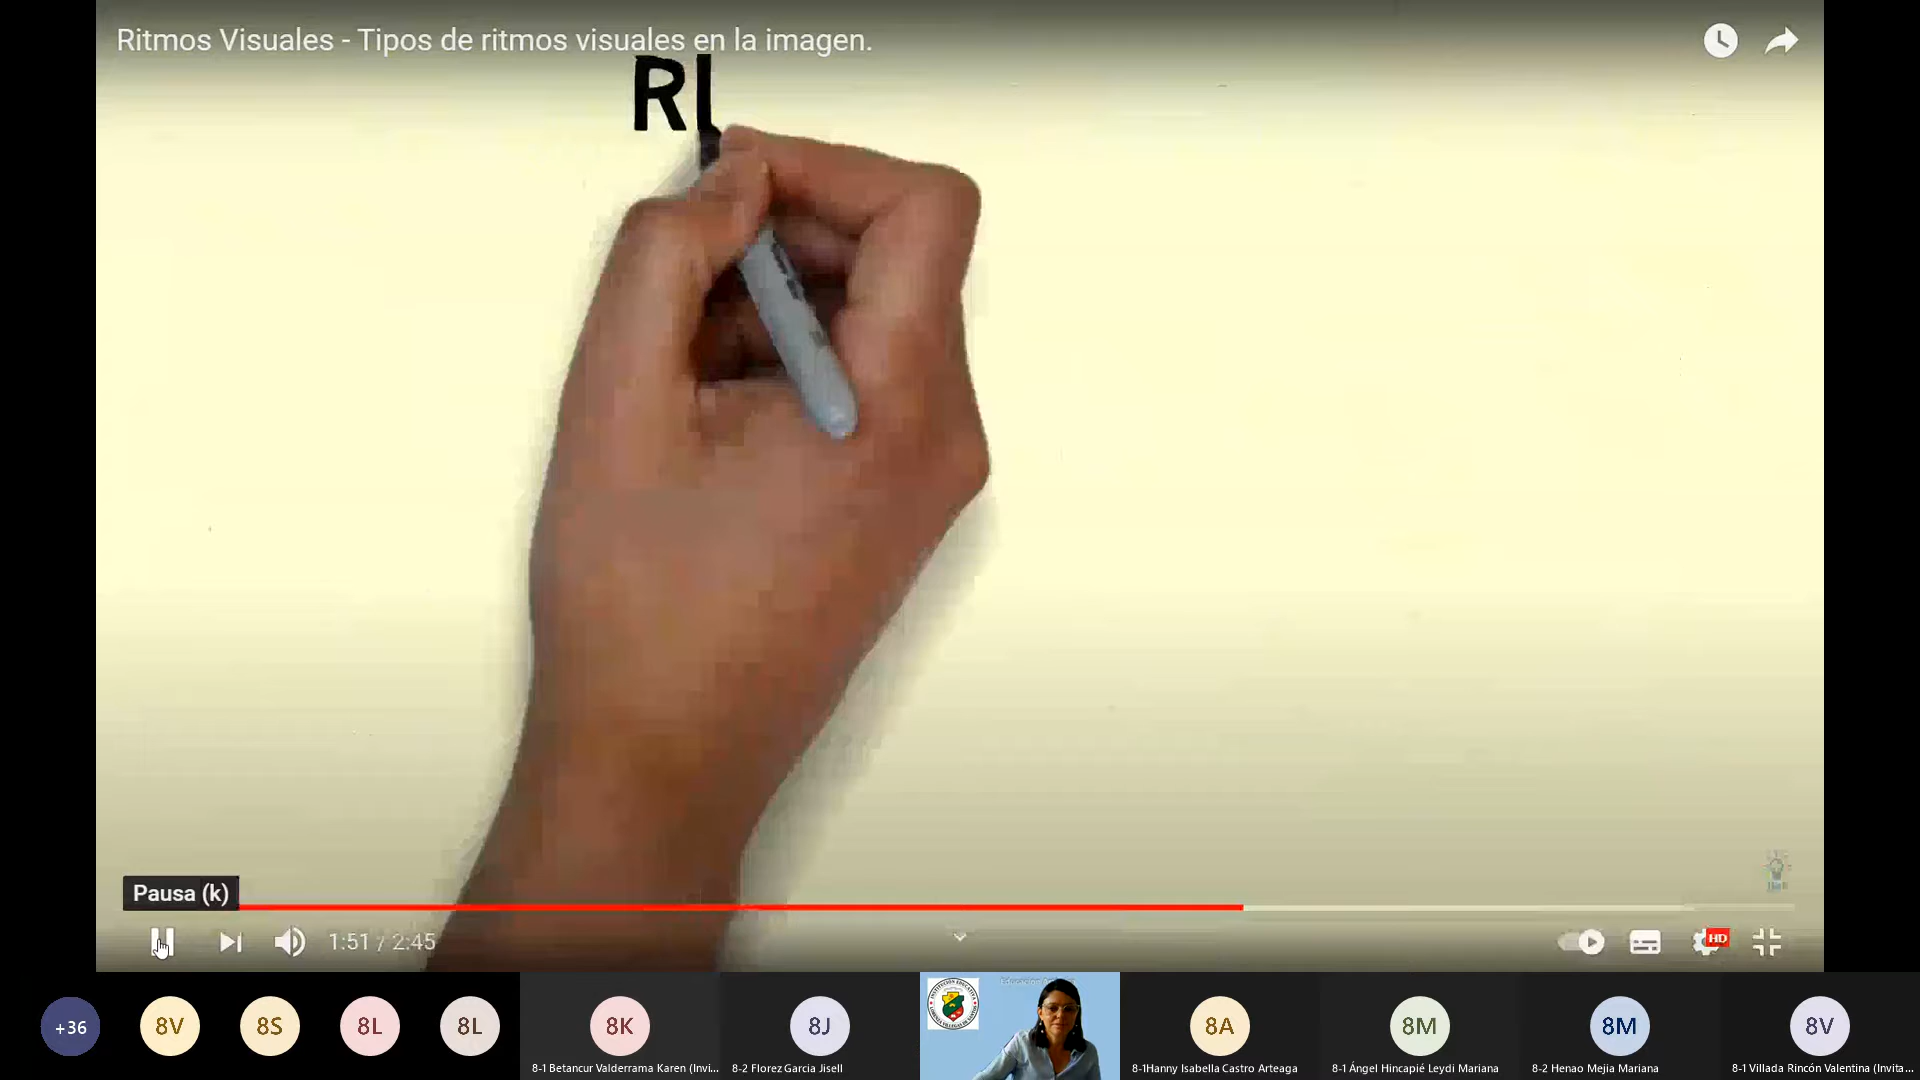 Ritmos Visuales - Tipos de ritmos visuales en la imagen.
RI
Pausa (k)
1:51 / 2:45
HD
+36
8V
8S
8L
8L
8K
8J
8A
8M
8M
8V
8-1 Betancur Valderrama Karen (Invi...
8-2 Florez Garcia Jisell
8-1Hanny Isabella Castro Arteaga
8-1 Ángel Hincapié Leydi Mariana
8-2 Henao Mejia Mariana
8-1 Villada Rincón Valentina (Invita...